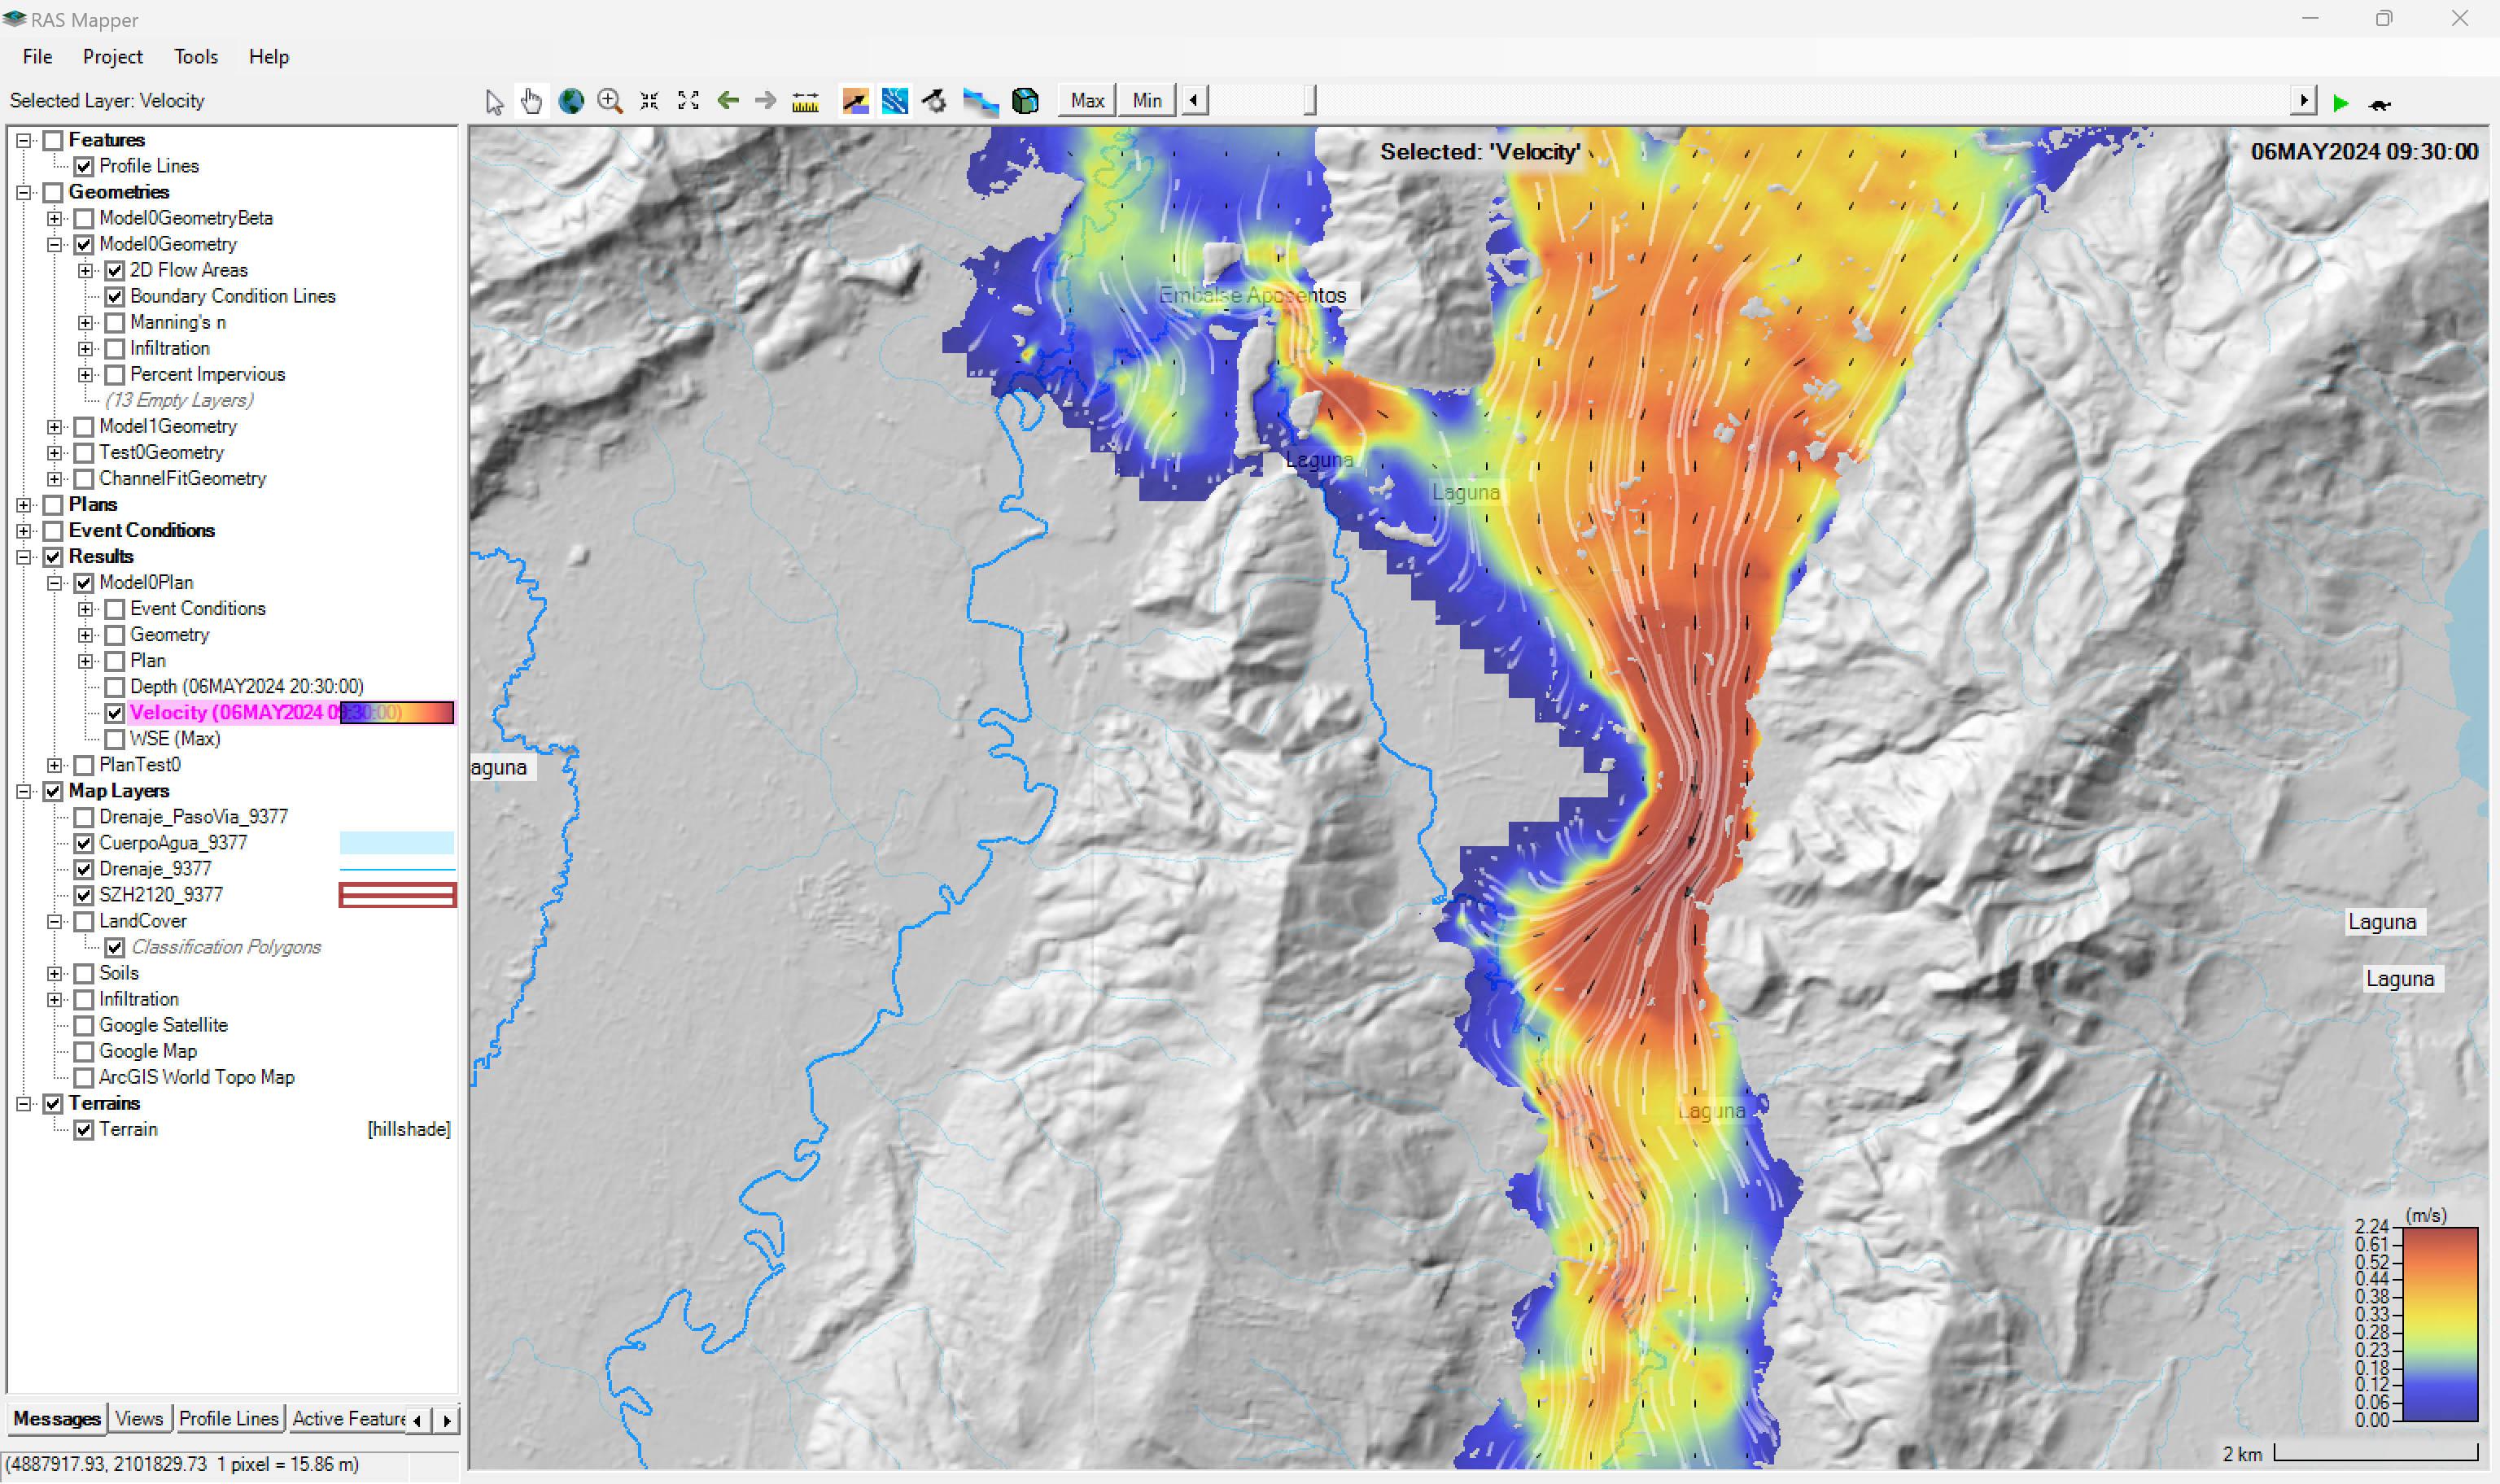 RAS Mapper
File Project Tools Help
Selected Layer: Velocity
Max Min
Features
Profile Lines
Geometries
Model0GeometryBeta
Model0Geometry
2D Flow Areas
Boundary Condition Lines
Manning's n
Infiltration
Percent Impervious
(13 Empty Layers)
Model1Geometry
Test0Geometry
ChannelFitGeometry
Plans
Event Conditions
Results
Model0Plan
Event Conditions
Geometry
Plan
Depth (06MAY2024 20:30:00)
Velocity (06MAY2024 09:30:00)
WSE (Max)
PlanTest0
Map Layers
Drenaje_PasoVia_9377
CuerpoAgua_9377
Drenaje_9377
SZH2120_9377
LandCover
Classification Polygons
Soils
Infiltration
Google Satellite
Google Map
ArcGIS World Topo Map
Terrains
Terrain [hillshade]
Messages Views Profile Lines Active Feature
(4887917.93, 2101829.73 1 pixel = 15.86 m)
Selected: 'Velocity'
06MAY2024 09:30:00
Embalse Aposentos
Laguna
Laguna
aguna
Laguna
Laguna
Laguna
(m/s)
2.24
0.61
0.52
0.44
0.38
0.33
0.28
0.23
0.18
0.12
0.06
0.00
2 km